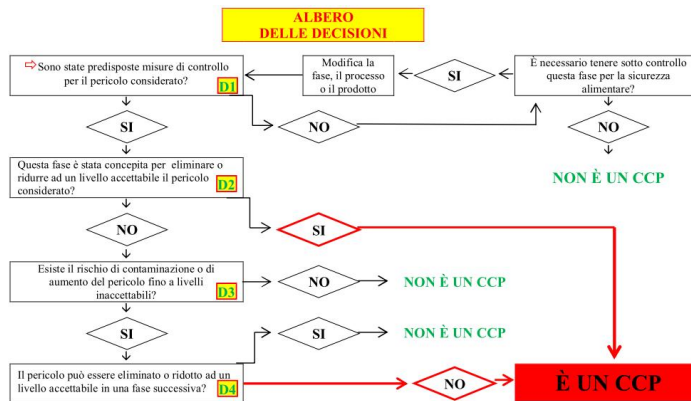 ALBERO
DELLE DECISIONI
⇨Sono state predisposte misure di controllo
per il pericolo considerato?
D1
Modifica la
fase, il processo
o il prodotto
SI
È necessario tenere sotto controllo
questa fase per la sicurezza
alimentare?
SI
NO
NO
NON È UN CCP
Questa fase è stata concepita per eliminare o
ridurre ad un livello accettabile il pericolo
considerato?
D2
NO
SI
Esiste il rischio di contaminazione o di
aumento del pericolo fino a livelli
inaccettabili?
D3
NO
NON È UN CCP
SI
SI
NON È UN CCP
Il pericolo può essere eliminato o ridotto ad un
livello accettabile in una fase successiva?
D4
NO
È UN CCP